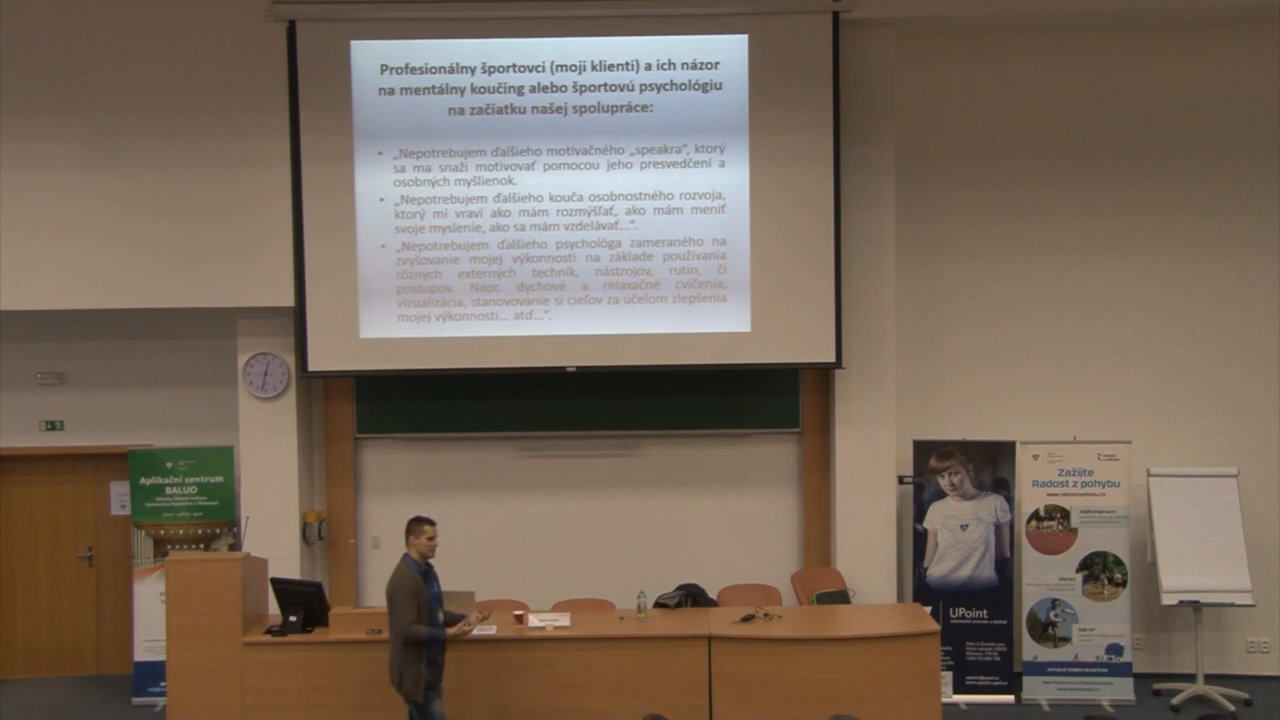 Profesionálny športovci (moji klienti) a ich názor
na mentálny koučing alebo športovú psychológiu
na začiatku našej spolupráce:
• „Nepotrebujem ďalšieho motivačného „speakra“, ktorý
sa ma snaží motivovať pomocou jeho presvedčení a
osobných myšlienok.
• „Nepotrebujem ďalšieho kouča osobnostného rozvoja,
ktorý mi vraví ako mám rozmýšľať, ako mám meniť
svoje myslenie, ako sa mám vzdelávať...“.
• „Nepotrebujem ďalšieho psychológa zameraného na
zvyšovanie mojej výkonnosti na základe používania
rôznych externých techník, nástrojov, rutín, či
postupov. Napr. dychové a relaxačné cvičenia,
vizualizácia, stanovovanie si cieľov za účelom zlepšenia
mojej výkonnosti... atď...“.
Aplikační centrum
BALUO
UPoint
Zažijte
Radost z pohybu
www.radostzpohybu.cz